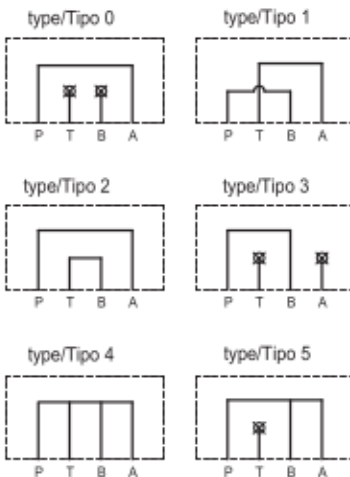 type/Tipo 0 type/Tipo 1
P T B A P T B A
type/Tipo 2 type/Tipo 3
P T B A P T B A
type/Tipo 4 type/Tipo 5
P T B A P T B A